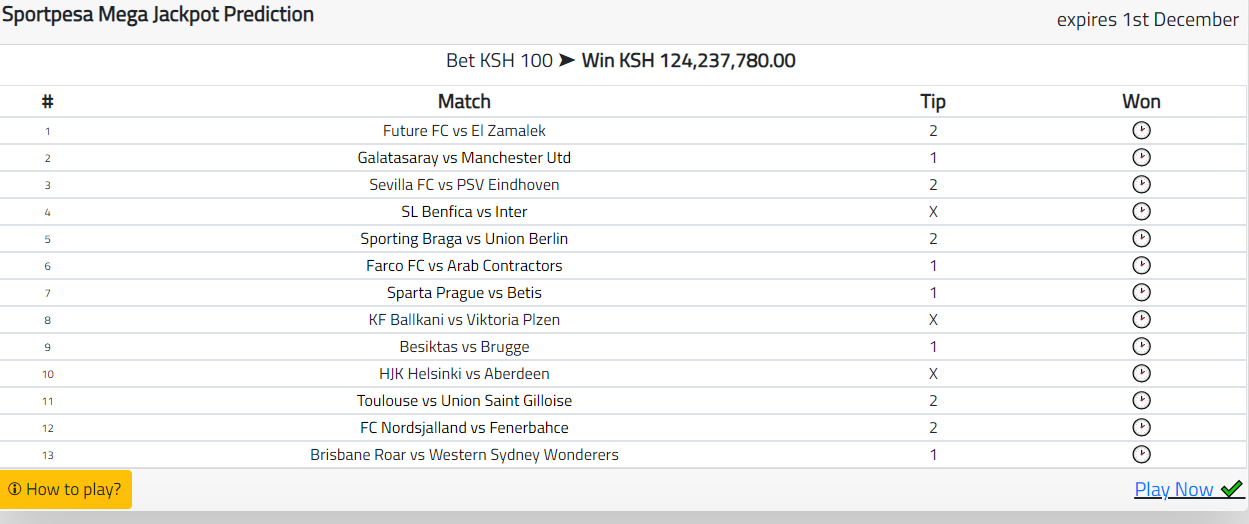 Sportpesa Mega Jackpot Prediction
expires 1st December
Bet KSH 100 ➤ Win KSH 124,237,780.00
# Match Tip Won
1 Future FC vs El Zamalek 2
2 Galatasaray vs Manchester Utd 1
3 Sevilla FC vs PSV Eindhoven 2
4 SL Benfica vs Inter X
5 Sporting Braga vs Union Berlin 2
6 Farco FC vs Arab Contractors 1
7 Sparta Prague vs Betis 1
8 KF Ballkani vs Viktoria Plzen X
9 Besiktas vs Brugge 1
10 HJK Helsinki vs Aberdeen X
11 Toulouse vs Union Saint Gilloise 2
12 FC Nordsjalland vs Fenerbahce 2
13 Brisbane Roar vs Western Sydney Wonderers 1
How to play?
Play Now